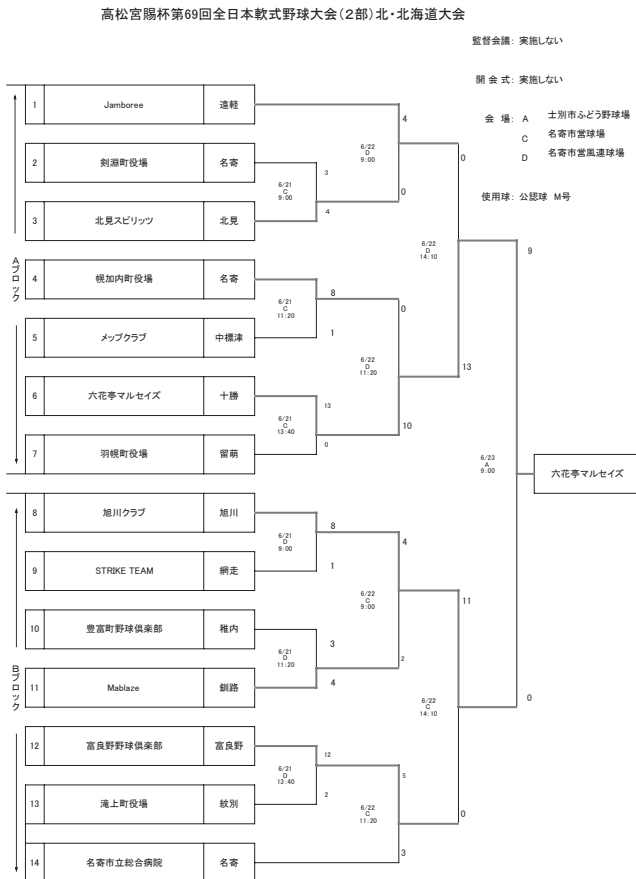 高松宮賜杯第69回全日本軟式野球大会(2部)北・北海道大会
監督会議: 実施しない
開 会 式: 実施しない
会 場: A 士別市ふどう野球場
C 名寄市営球場
D 名寄市営風連球場
使用球: 公認球 M号
Aブロック
1 Jamboree 遠軽
2 剣淵町役場 名寄
3 北見スピリッツ 北見
4 幌加内町役場 名寄
5 メップクラブ 中標津
6 六花亭マルセイズ 十勝
7 羽幌町役場 留萌
Bブロック
8 旭川クラブ 旭川
9 STRIKE TEAM 網走
10 豊富町野球倶楽部 稚内
11 Mablaze 釧路
12 富良野野球倶楽部 富良野
13 滝上町役場 紋別
14 名寄市立総合病院 名寄
6/21
C
9:00
3
4
6/21
C
11:20
8
1
6/21
C
13:40
13
0
6/21
D
9:00
8
1
6/21
D
11:20
3
4
6/21
D
13:40
12
2
6/22
D
9:00
4
0
6/22
D
11:20
0
10
6/22
C
9:00
4
2
6/22
C
11:20
5
3
6/22
D
14:10
0
13
6/22
C
14:10
11
0
6/23
A
9:00
9
0
六花亭マルセイズ